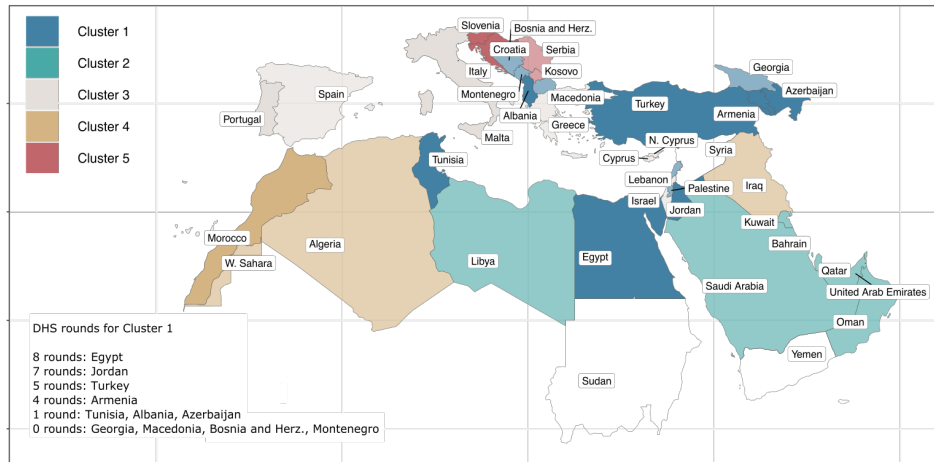 Cluster 1
Cluster 2
Cluster 3
Cluster 4
Cluster 5
Slovenia
Bosnia and Herz.
Croatia
Serbia
Italy
Kosovo
Georgia
Spain
Montenegro
Macedonia
Azerbaijan
Turkey
Portugal
Albania
Armenia
Greece
Malta
N. Cyprus
Syria
Tunisia
Cyprus
Lebanon
Palestine
Iraq
Israel
Jordan
Kuwait
Morocco
Algeria
Bahrain
W. Sahara
Libya
Egypt
Qatar
Saudi Arabia
United Arab Emirates
Oman
Yemen
Sudan
DHS rounds for Cluster 1
8 rounds: Egypt
7 rounds: Jordan
5 rounds: Turkey
4 rounds: Armenia
1 round: Tunisia, Albania, Azerbaijan
0 rounds: Georgia, Macedonia, Bosnia and Herz., Montenegro